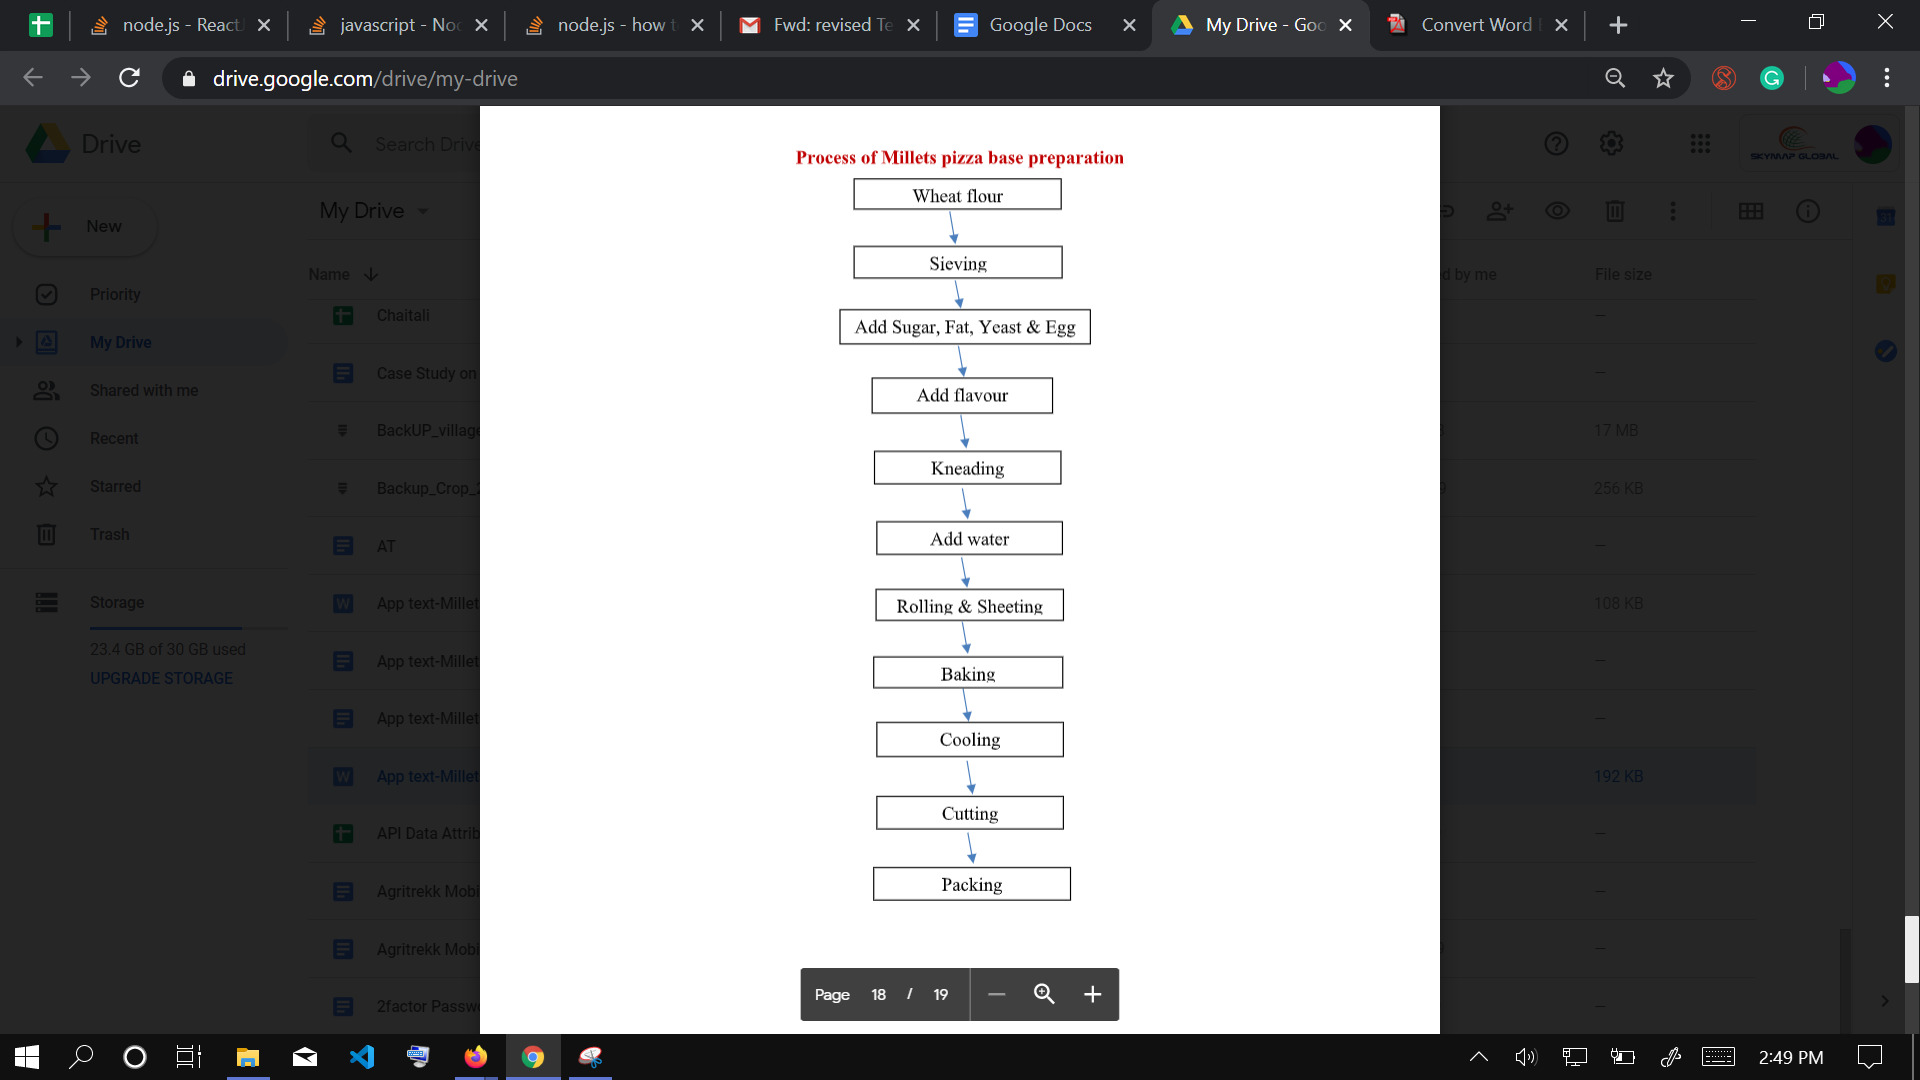 node.js - React
javascript - No
node.js - how t
Fwd: revised Te
Google Docs
My Drive - Goo
Convert Word
drive.google.com/drive/my-drive
Drive
Search Drive
SKYMAP GLOBAL
New
My Drive
Name
d by me
File size
Priority
My Drive
Shared with me
Recent
Starred
Trash
Storage
23.4 GB of 30 GB used
UPGRADE STORAGE
Chaitali
Case Study on
BackUP_village
17 MB
Backup_Crop_
256 KB
AT
App text-Millet
108 KB
App text-Millet
App text-Millet
App text-Millet
192 KB
API Data Attrib
Agritrekk Mobi
Agritrekk Mobi
2factor Passw
Process of Millets pizza base preparation
Wheat flour
Sieving
Add Sugar, Fat, Yeast & Egg
Add flavour
Kneading
Add water
Rolling & Sheeting
Baking
Cooling
Cutting
Packing
Page 18 / 19
2:49 PM